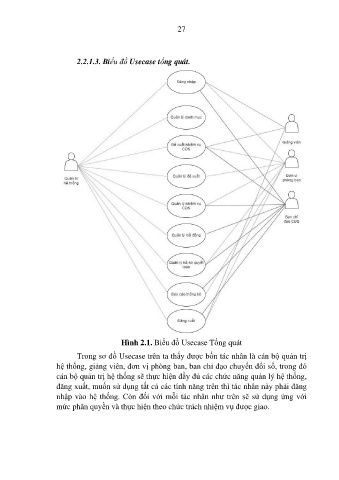 27
2.2.1.3. Biểu đồ Usecase tổng quát.
Đăng nhập
Quản lý danh mục
Giảng viên
Đề xuất nhiệm vụ
CĐS
Quản lý
hệ thống
Quản lý đề xuất
Đơn vị
phòng ban
Quản lý nhiệm vụ
CĐS
Ban chỉ
đạo CĐS
Quản lý hội đồng
Quản lý hồ sơ quyết
toán
Báo cáo thống kê
Đăng xuất
Hình 2.1. Biểu đồ Usecase Tổng quát
Trong sơ đồ Usecase trên ta thấy được bốn tác nhân là cán bộ quản trị
hệ thống, giảng viên, đơn vị phòng ban, ban chỉ đạo chuyển đổi số, trong đó
cán bộ quản trị hệ thống sẽ thực hiện đầy đủ các chức năng quản lý hệ thống,
đăng xuất, muốn sử dụng tất cả các tính năng trên thì tác nhân này phải đăng
nhập vào hệ thống. Còn đối với mỗi tác nhân như trên sẽ sử dụng ứng với
mức phân quyền và thực hiện theo chức trách nhiệm vụ được giao.